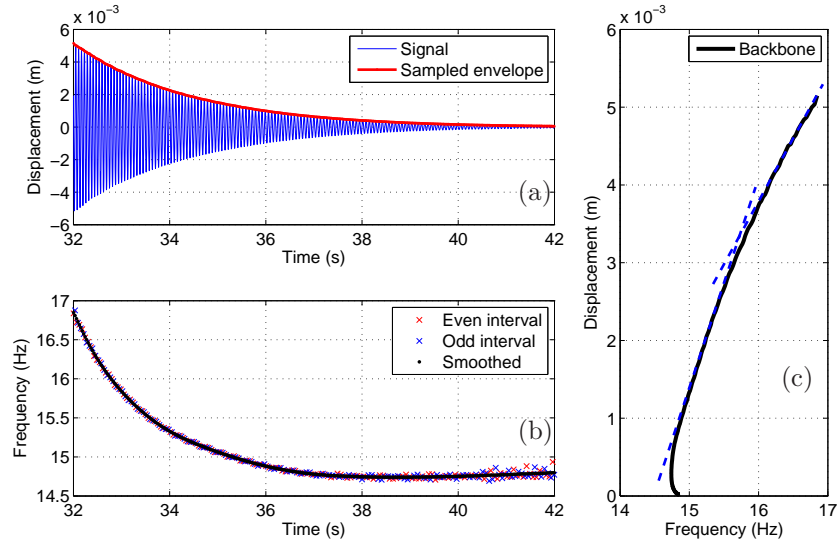 6 x 10⁻³
4
2
0
−2
−4
−6
Displacement (m)
Signal
Sampled envelope
(a)
32 34 36 38 40 42
Time (s)
17
16.5
16
15.5
15
14.5
Frequency (Hz)
Even interval
Odd interval
Smoothed
(b)
32 34 36 38 40 42
Time (s)
6 x 10⁻³
5
4
3
2
1
0
Displacement (m)
Backbone
(c)
14 15 16 17
Frequency (Hz)